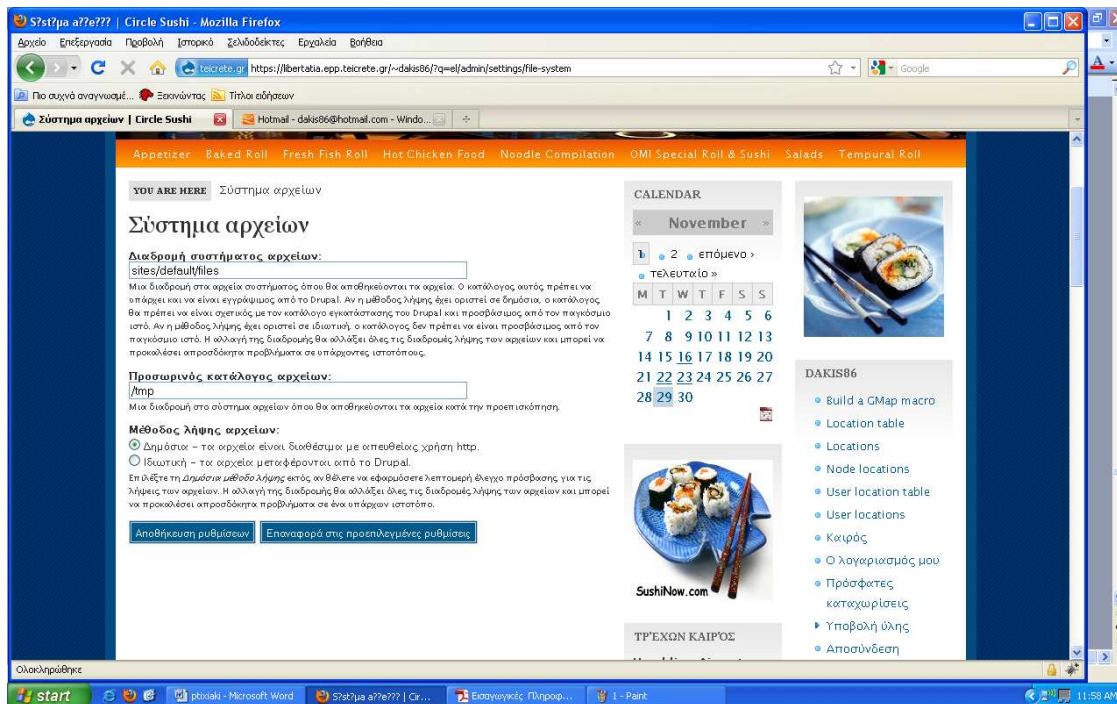 S?st?µa a??e??? | Circle Sushi - Mozilla Firefox
Αρχείο Επεξεργασία Προβολή Ιστορικό Σελιδοδείκτες Εργαλεία Βοήθεια
teicrete.gr https://libertatia.epp.teicrete.gr/~dakis86/?q=el/admin/settings/file-system
Google
Πιο συχνά αναγνωσμέ... Ξεκινώντας Τίτλοι ειδήσεων
Σύστημα αρχείων | Circle Sushi
Hotmail - dakis86@hotmail.com - Windo...
Appetizer Baked Roll Fresh Fish Roll Hot Chicken Food Noodle Compilation OMI Special Roll & Sushi Salads Tempural Roll
YOU ARE HERE Σύστημα αρχείων
Σύστημα αρχείων
Διαδρομή συστήματος αρχείων:
sites/default/files
Μια διαδρομή στα αρχεία συστήματος όπου θα αποθηκεύονται τα αρχεία. Ο κατάλογος αυτός πρέπει να
υπάρχει και να είναι εγγράψιμος από το Drupal. Αν η μέθοδος λήψης έχει οριστεί σε δημόσια, ο κατάλογος
θα πρέπει να είναι σχετικός με τον κατάλογο εγκατάστασης του Drupal και προσβάσιμος από τον παγκόσμιο
ιστό. Αν η μέθοδος λήψης έχει οριστεί σε ιδιωτική, ο κατάλογος δεν πρέπει να είναι προσβάσιμος από τον
παγκόσμιο ιστό. Η αλλαγή της διαδρομής θα αλλάξει όλες τις διαδρομές λήψης των αρχείων και μπορεί να
προκαλέσει απροσδόκητα προβλήματα σε υπάρχοντες ιστοτόπους.
Προσωρινός κατάλογος αρχείων:
/tmp
Μια διαδρομή στο σύστημα αρχείων όπου θα αποθηκεύονται τα αρχεία κατά την προεπισκόπηση.
Μέθοδος λήψης αρχείων:
Δημόσια - τα αρχεία είναι διαθέσιμα με απευθείας χρήση http.
Ιδιωτική - τα αρχεία μεταφέρονται από το Drupal.
Επιλέξτε τη Δημόσια μέθοδο λήψης εκτός αν θέλετε να εφαρμόσετε λεπτομερή έλεγχο πρόσβασης για τις
λήψεις των αρχείων. Η αλλαγή της διαδρομής θα αλλάξει όλες τις διαδρομές λήψης των αρχείων και μπορεί
να προκαλέσει απροσδόκητα προβλήματα σε ένα υπάρχων ιστοτόπο.
Αποθήκευση ρυθμίσεων Επαναφορά στις προεπιλεγμένες ρυθμίσεις
CALENDAR
« November »
1 2 επόμενο ›
τελευταίο »
M T W T F S S
1 2 3 4 5 6
7 8 9 10 11 12 13
14 15 16 17 18 19 20
21 22 23 24 25 26 27
28 29 30
SushiNow.com
ΤΡΈΧΩΝ ΚΑΙΡΌΣ
DAKIS86
Build a GMap macro
Location table
Locations
Node locations
User location table
User locations
Καιρός
Ο λογαριασμός μου
Πρόσφατες
καταχωρίσεις
Υποβολή ύλης
Αποσύνδεση
Ολοκληρώθηκε
start
ptixiaki - Microsoft Word
S?st?µa a??e??? | Cir...
Εισαγωγικές Πληροφ...
1 - Paint
11:58 AM